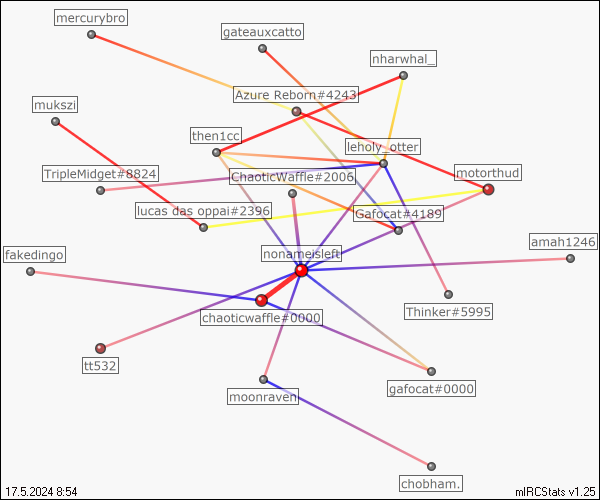 mercurybro
gateauxcatto
nharwhal_
Azure Reborn#4243
mukszi
then1cc
leholy_otter
TripleMidget#8824
ChaoticWaffle#2006
motorthud
lucas das oppai#2396
Gafocat#4189
amah1246
fakedingo
nonameisleft
Thinker#5995
chaoticwaffle#0000
tt532
gafocat#0000
moonraven
chobham.
17.5.2024 8:54
mIRCStats v1.25